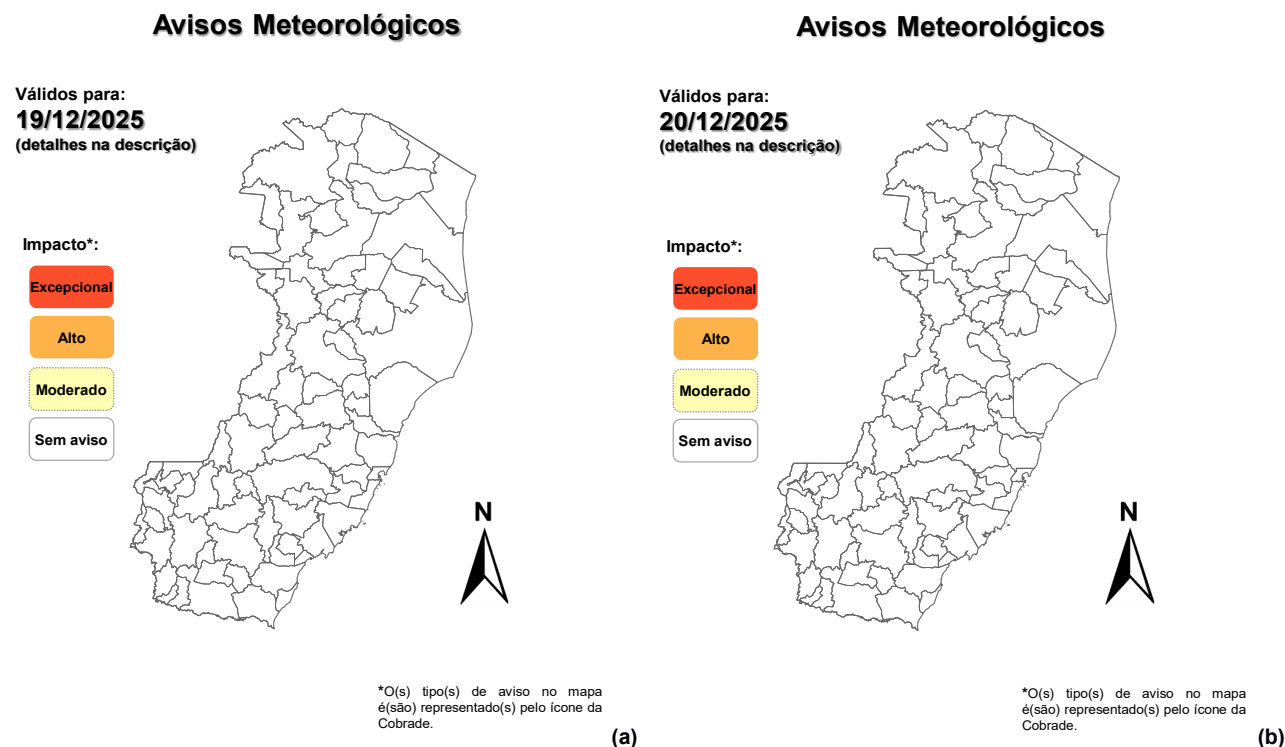 Avisos Meteorológicos
Válidos para:
19/12/2025
(detalhes na descrição)
Impacto*:
Excepcional
Alto
Moderado
Sem aviso
N
*O(s) tipo(s) de aviso no mapa
é(são) representado(s) pelo ícone da
Cobrade.
(a)
Avisos Meteorológicos
Válidos para:
20/12/2025
(detalhes na descrição)
Impacto*:
Excepcional
Alto
Moderado
Sem aviso
N
*O(s) tipo(s) de aviso no mapa
é(são) representado(s) pelo ícone da
Cobrade.
(b)